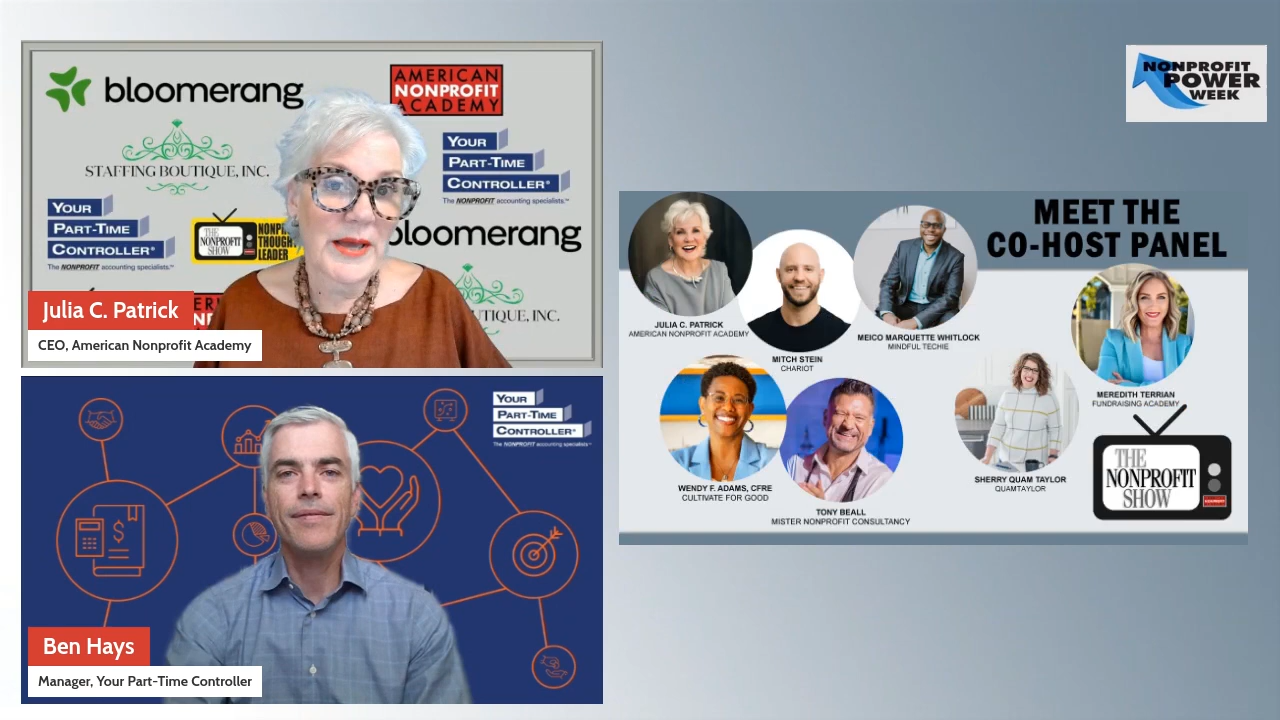 bloomerang
AMERICAN
NONPROFIT
ACADEMY
STAFFING BOUTIQUE, INC.
YOUR
PART-TIME
CONTROLLER®
The NONPROFIT accounting specialists.™
YOUR
PART-TIME
CONTROLLER®
The NONPROFIT accounting specialists.™
THE
NONPROFIT
SHOW
LEADER
bloomerang
Julia C. Patrick
CEO, American Nonprofit Academy
YOUR
PART-TIME
CONTROLLER®
The NONPROFIT accounting specialists™
Ben Hays
Manager, Your Part-Time Controller
NONPROFIT
POWER
WEEK
MEET THE
CO-HOST PANEL
JULIA C. PATRICK
AMERICAN NONPROFIT ACADEMY
MITCH STEIN
CHARIOT
MEICO MARQUETTE WHITLOCK
MINDFUL TECHIE
MEREDITH TERRIAN
FUNDRAISING ACADEMY
WENDY F. ADAMS, CFRE
CULTIVATE FOR GOOD
TONY BEALL
MISTER NONPROFIT CONSULTANCY
SHERRY QUAM TAYLOR
QUAMTAYLOR
THE
NONPROFIT
SHOW